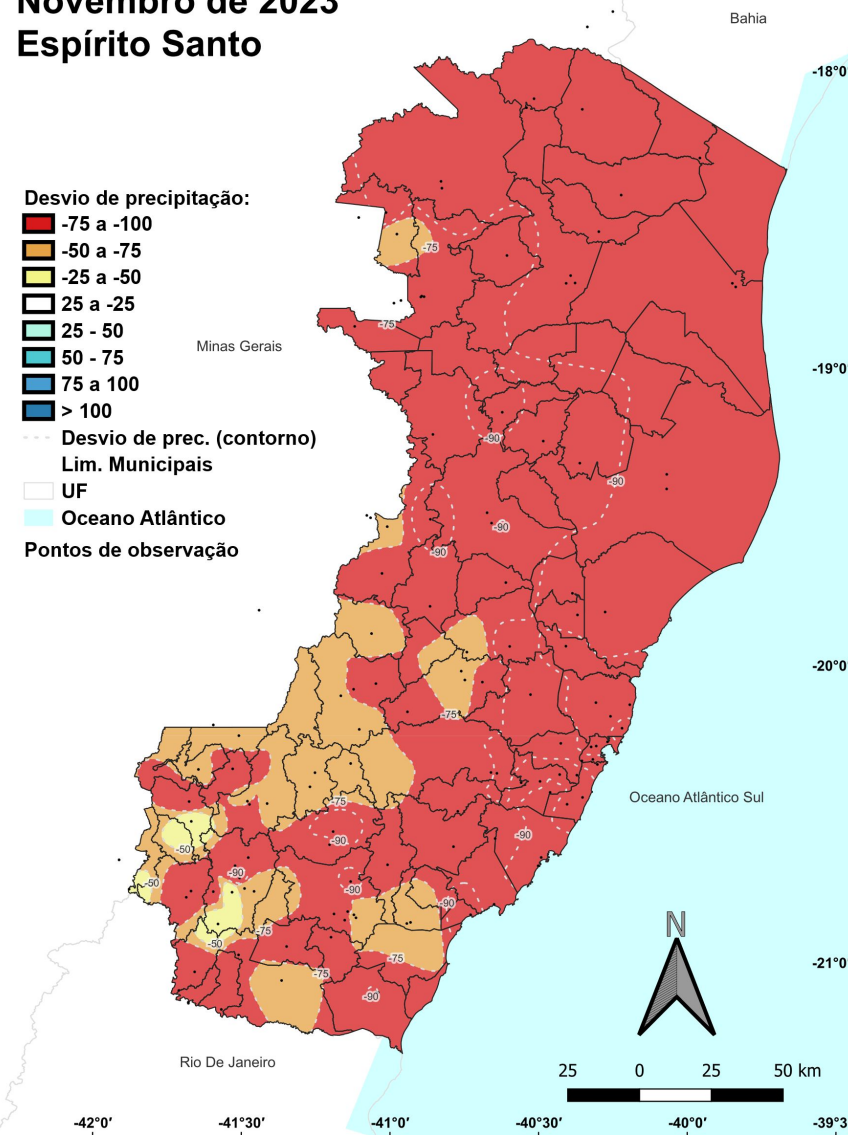 Novembro de 2023
Espírito Santo
Bahia
-18°0
Desvio de precipitação:
-75 a -100
-50 a -75
-25 a -50
25 a -25
25 - 50
50 - 75
75 a 100
> 100
Desvio de prec. (contorno)
Lim. Municipais
UF
Oceano Atlântico
Pontos de observação
-75
-75
Minas Gerais
-19°0
-90
-90
-90
-90
-20°0
-75
Oceano Atlântico Sul
-75
-90
-90
-50
-90
-50
-90
-90
-75
-50
-75
-75
-90
N
-21°0
Rio De Janeiro
25 0 25 50 km
-42°0′ -41°30′ -41°0′ -40°30′ -40°0′ -39°3